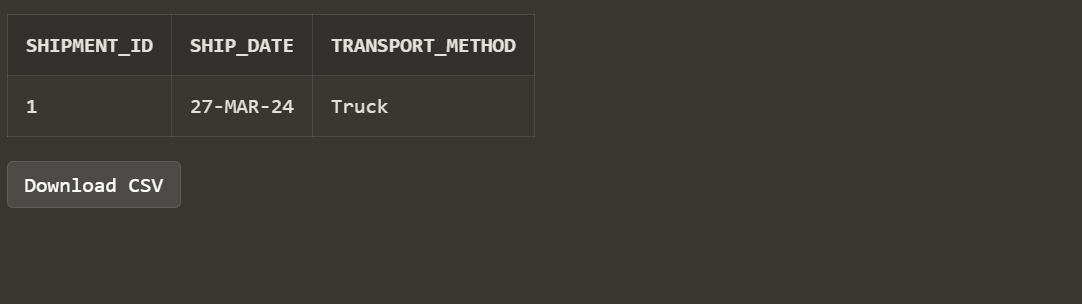 SHIPMENT_ID SHIP_DATE TRANSPORT_METHOD
1 27-MAR-24 Truck
Download CSV